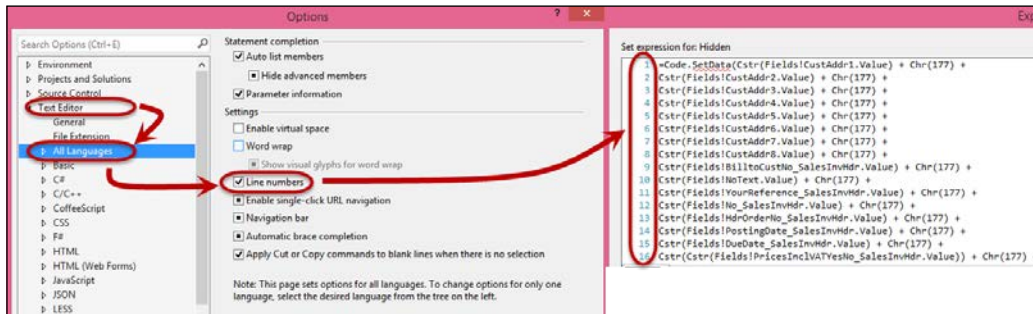 Options
?
×
Search Options (Ctrl+E)
Environment
Projects and Solutions
Source Control
Text Editor
General
File Extension
All Languages
Basic
C#
C/C++
CoffeeScript
CSS
F#
HTML
HTML (Web Forms)
JavaScript
JSON
LESS
Statement completion
Auto list members
Hide advanced members
Parameter information
Settings
Enable virtual space
Word wrap
Show visual glyphs for word wrap
Line numbers
Enable single-click URL navigation
Navigation bar
Automatic brace completion
Apply Cut or Copy commands to blank lines when there is no selection
Note: This page sets options for all languages. To change options for only one
language, select the desired language from the tree on the left.
Exp
Set expression for: Hidden
1 =Code.SetData(Cstr(Fields!CustAddr1.Value) + Chr(177) +
2 Cstr(Fields!CustAddr2.Value) + Chr(177) +
3 Cstr(Fields!CustAddr3.Value) + Chr(177) +
4 Cstr(Fields!CustAddr4.Value) + Chr(177) +
5 Cstr(Fields!CustAddr5.Value) + Chr(177) +
6 Cstr(Fields!CustAddr6.Value) + Chr(177) +
7 Cstr(Fields!CustAddr7.Value) + Chr(177) +
8 Cstr(Fields!CustAddr8.Value) + Chr(177) +
9 Cstr(Fields!BilltoCustNo_SalesInvHdr.Value) + Chr(177) +
10 Cstr(Fields!NoText.Value) + Chr(177) +
11 Cstr(Fields!YourReference_SalesInvHdr.Value) + Chr(177) +
12 Cstr(Fields!No_SalesInvHdr.Value) + Chr(177) +
13 Cstr(Fields!HdrOrderNo_SalesInvHdr.Value) + Chr(177) +
14 Cstr(Fields!PostingDate_SalesInvHdr.Value) + Chr(177) +
15 Cstr(Fields!DueDate_SalesInvHdr.Value) + Chr(177) +
16 Cstr(Cstr(Fields!PricesInclVATYesNo_SalesInvHdr.Value)) + Chr(177) +